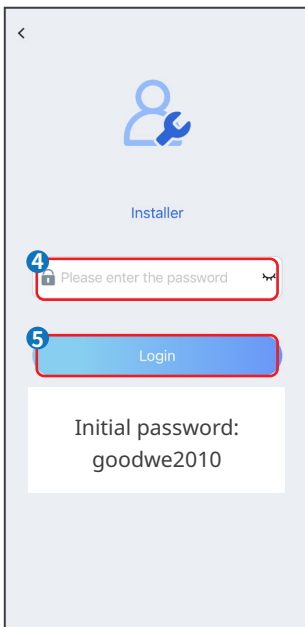 Installer
4
Please enter the password
5
Login
Initial password:
goodwe2010